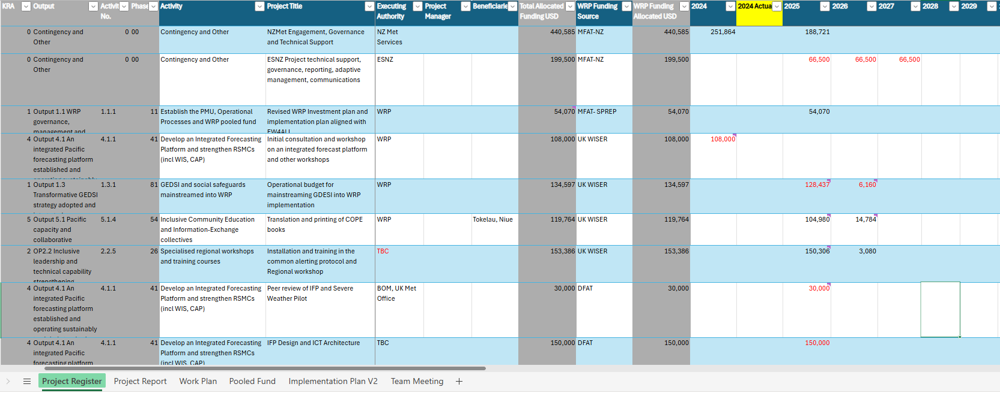 KRA Output Activit No. Phase Activity Project Title Executing Authority Project Manager Beneficiarie Total Allocated Funding USD WRP Funding Source WRP Funding Allocated USD 2024 2024 Actua 2025 2026 2027 2028 2029
0 Contingency and Other 0 00 Contingency and Other NZMet Engagement, Governance and Technical Support NZ Met Services 440,585 MFAT-NZ 440,585 251,864 188,721
0 Contingency and Other 0 00 Contingency and Other ESNZ Project technical support, governance, reporting, adaptive management, communications ESNZ 199,500 MFAT-NZ 199,500 66,500 66,500 66,500
1 Output 1.1 WRP governance, management and 1.1.1 11 Establish the PMU, Operational Processes and WRP pooled fund Revised WRP Investment plan and implementation plan aligned with EW4ALL WRP 54,070 MFAT- SPREP 54,070 54,070
4 Output 4.1 An integrated Pacific forecasting platform established and operating sustainably 4.1.1 41 Develop an Integrated Forecasting Platform and strengthen RSMCs (incl WIS, CAP) Initial consultation and workshop on an integrated forecast platform and other workshops WRP 108,000 UK WISER 108,000 108,000
1 Output 1.3 Transformative GEDSI strategy adopted and 1.3.1 81 GEDSI and social safeguards mainstreamed into WRP Operational budget for mainstreaming GDESI into WRP implementation WRP 134,597 UK WISER 134,597 128,437 6,160
5 Output 5.1 Pacific capacity and collaborative 5.1.4 54 Inclusive Community Education and Information-Exchange collectives Translation and printing of COPE books WRP Tokelau, Niue 119,764 UK WISER 119,764 104,980 14,784
2 OP2.2 Inclusive leadership and technical capability strengthening 2.2.5 26 Specialised regional workshops and training courses Installation and training in the common alerting protocol and Regional workshop TBC 153,386 UK WISER 153,386 150,306 3,080
4 Output 4.1 An integrated Pacific forecasting platform established and operating sustainably 4.1.1 41 Develop an Integrated Forecasting Platform and strengthen RSMCs (incl WIS, CAP) Peer review of IFP and Severe Weather Pilot BOM, UK Met Office 30,000 DFAT 30,000 30,000
4 Output 4.1 An integrated Pacific forecasting platform 4.1.1 41 Develop an Integrated Forecasting Platform and strengthen RSMCs (incl WIS, CAP) IFP Design and ICT Architecture TBC 150,000 DFAT 150,000 150,000
Project Register Project Report Work Plan Pooled Fund Implementation Plan V2 Team Meeting